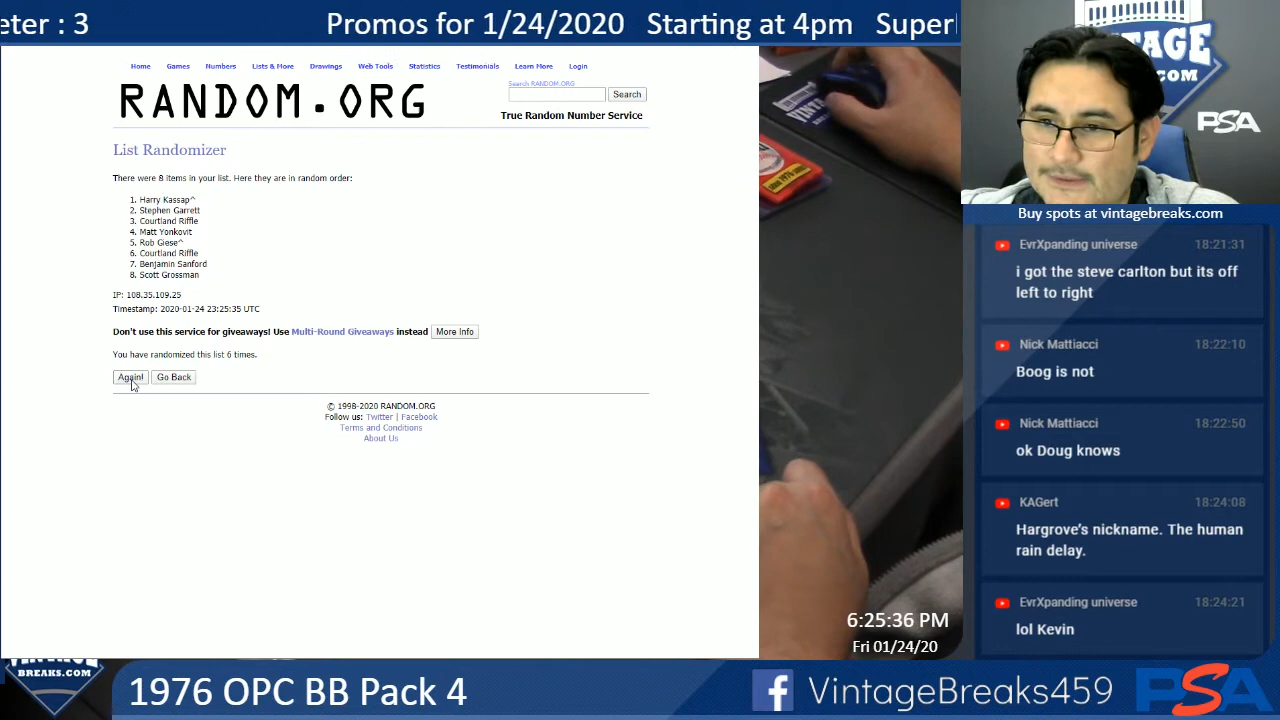 eter : 3 Promos for 1/24/2020 Starting at 4pm Super
Home Games Numbers Lists & More Drawings Web Tools Statistics Testimonials Learn More Login
RANDOM.ORG
Search RANDOM.ORG
Search
True Random Number Service
List Randomizer
There were 8 items in your list. Here they are in random order:
1. Harry Kassap^
2. Stephen Garrett
3. Courtland Riffle
4. Matt Yonkovit
5. Rob Giese^
6. Courtland Riffle
7. Benjamin Sanford
8. Scott Grossman
IP: 108.35.109.25
Timestamp: 2020-01-24 23:25:35 UTC
Don't use this service for giveaways! Use Multi-Round Giveaways instead More Info
You have randomized this list 6 times.
Again! Go Back
© 1998-2020 RANDOM.ORG
Follow us: Twitter | Facebook
Terms and Conditions
About Us
VINTAGE
.COM
PSA
Buy spots at vintagebreaks.com
EvrXpanding universe 18:21:31
i got the steve carlton but its off
left to right
Nick Mattiacci 18:22:10
Boog is not
Nick Mattiacci 18:22:50
ok Doug knows
KAGert 18:24:08
Hargrove's nickname. The human
rain delay.
EvrXpanding universe 18:24:21
lol Kevin
6:25:36 PM
Fri 01/24/20
VINTAGE
BREAKS.COM
1976 OPC BB Pack 4
f VintageBreaks459
PSA